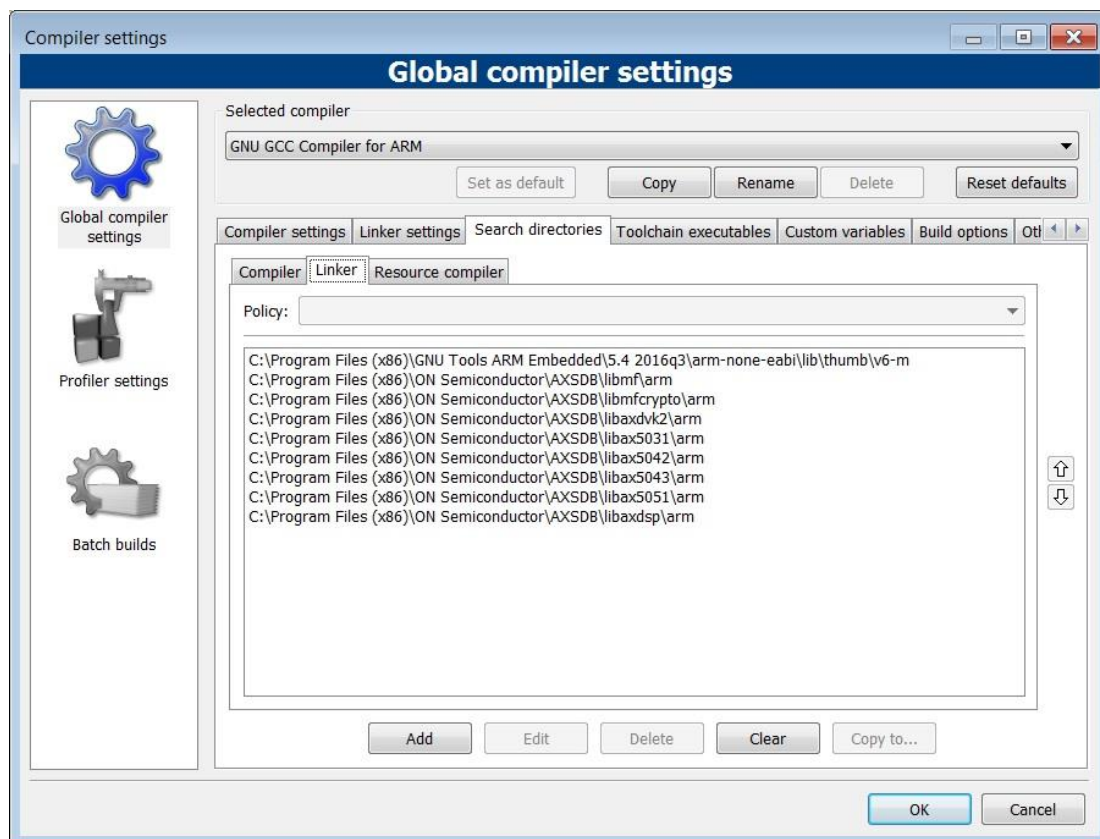 Compiler settings
Global compiler settings
Global compiler
settings
Profiler settings
Batch builds
Selected compiler
GNU GCC Compiler for ARM
Set as default Copy Rename Delete Reset defaults
Compiler settings Linker settings Search directories Toolchain executables Custom variables Build options Otl
Compiler Linker Resource compiler
Policy:
C:\Program Files (x86)\GNU Tools ARM Embedded\5.4 2016q3\arm-none-eabi\lib\thumb\v6-m
C:\Program Files (x86)\ON Semiconductor\AXSDB\libmf\arm
C:\Program Files (x86)\ON Semiconductor\AXSDB\libmfcrypto\arm
C:\Program Files (x86)\ON Semiconductor\AXSDB\libaxdvk2\arm
C:\Program Files (x86)\ON Semiconductor\AXSDB\libax5031\arm
C:\Program Files (x86)\ON Semiconductor\AXSDB\libax5042\arm
C:\Program Files (x86)\ON Semiconductor\AXSDB\libax5043\arm
C:\Program Files (x86)\ON Semiconductor\AXSDB\libax5051\arm
C:\Program Files (x86)\ON Semiconductor\AXSDB\libaxdsp\arm
Add Edit Delete Clear Copy to...
OK Cancel